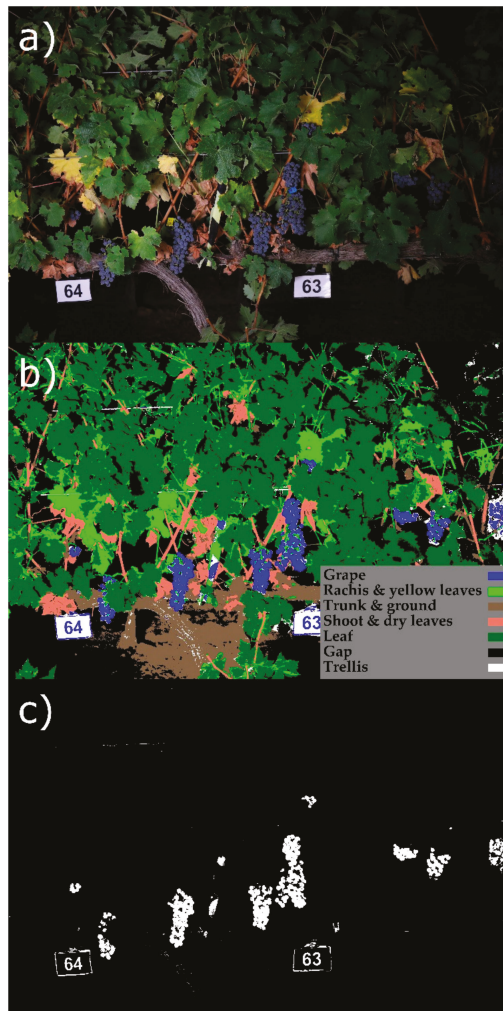 a)
64
63
b)
Grape
Rachis & yellow leaves
Trunk & ground
Shoot & dry leaves
Leaf
Gap
Trellis
64
63
c)
64
63